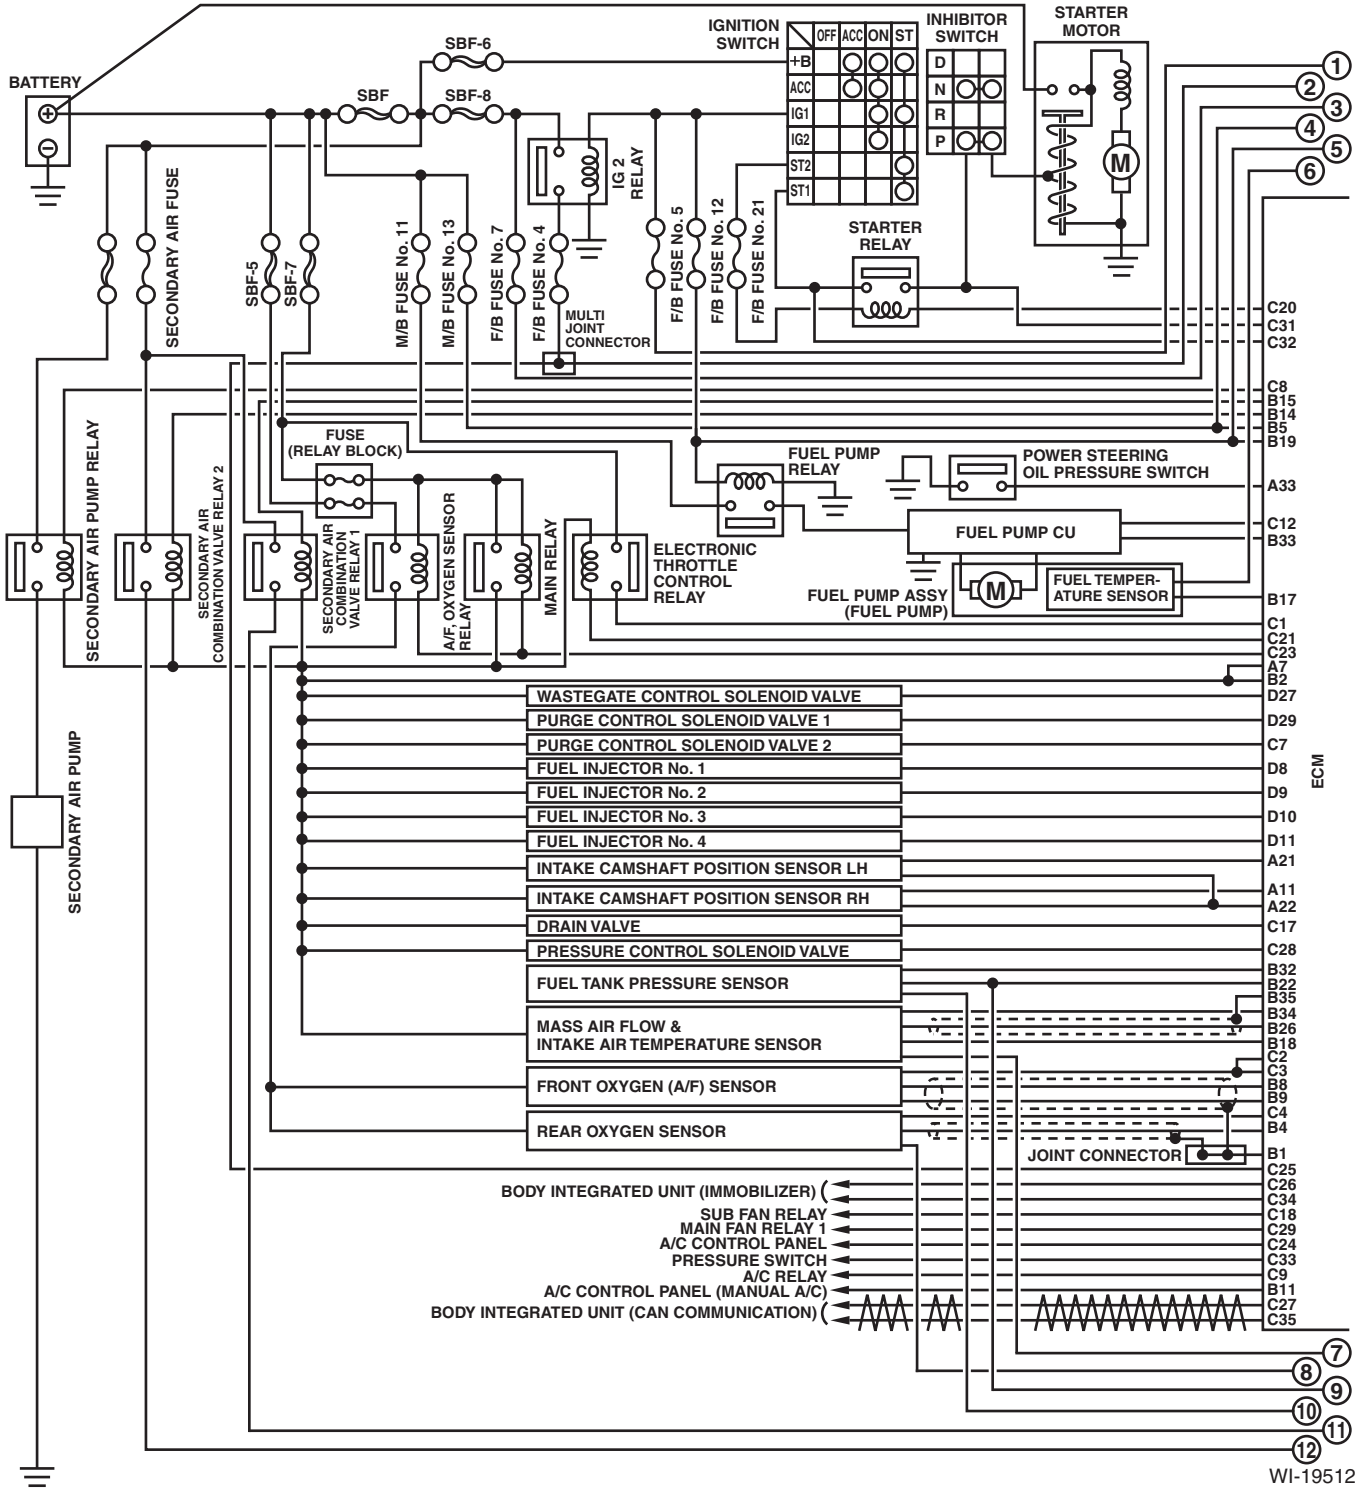 IGNITION
SWITCH
OFF ACC ON ST
+B
ACC
IG1
IG2
ST2
ST1
INHIBITOR
SWITCH
D
N
R
P
STARTER
MOTOR
M
BATTERY
SBF-6
SBF
SBF-8
IG 2
RELAY
SECONDARY AIR FUSE
SBF-5
SBF-7
M/B FUSE No. 11
M/B FUSE No. 13
F/B FUSE No. 7
F/B FUSE No. 4
F/B FUSE No. 5
F/B FUSE No. 12
F/B FUSE No. 21
STARTER
RELAY
MULTI
JOINT
CONNECTOR
1
2
3
4
5
6
C20
C31
C32
C8
B15
B14
B5
B19
FUSE
(RELAY BLOCK)
FUEL PUMP
RELAY
POWER STEERING
OIL PRESSURE SWITCH
A33
FUEL PUMP CU
C12
B33
SECONDARY AIR PUMP RELAY
SECONDARY AIR
COMBINATION VALVE RELAY 2
SECONDARY AIR
COMBINATION
VALVE RELAY 1
A/F, OXYGEN SENSOR
RELAY
MAIN RELAY
ELECTRONIC
THROTTLE
CONTROL
RELAY
FUEL PUMP ASSY
(FUEL PUMP)
M
FUEL TEMPER-
ATURE SENSOR
B17
C1
C21
C23
A7
B2
WASTEGATE CONTROL SOLENOID VALVE
D27
PURGE CONTROL SOLENOID VALVE 1
D29
PURGE CONTROL SOLENOID VALVE 2
C7
FUEL INJECTOR No. 1
D8
FUEL INJECTOR No. 2
D9
FUEL INJECTOR No. 3
D10
FUEL INJECTOR No. 4
D11
ECM
SECONDARY AIR PUMP
INTAKE CAMSHAFT POSITION SENSOR LH
A21
INTAKE CAMSHAFT POSITION SENSOR RH
A11
A22
DRAIN VALVE
C17
PRESSURE CONTROL SOLENOID VALVE
C28
FUEL TANK PRESSURE SENSOR
B32
B22
B35
MASS AIR FLOW &
INTAKE AIR TEMPERATURE SENSOR
B34
B26
B18
C2
FRONT OXYGEN (A/F) SENSOR
C3
B8
B9
REAR OXYGEN SENSOR
C4
B4
JOINT CONNECTOR
B1
C25
BODY INTEGRATED UNIT (IMMOBILIZER)
C26
C34
SUB FAN RELAY
C18
MAIN FAN RELAY 1
C29
A/C CONTROL PANEL
C24
PRESSURE SWITCH
C33
A/C RELAY
C9
A/C CONTROL PANEL (MANUAL A/C)
B11
BODY INTEGRATED UNIT (CAN COMMUNICATION)
C27
C35
7
8
9
10
11
12
WI-19512